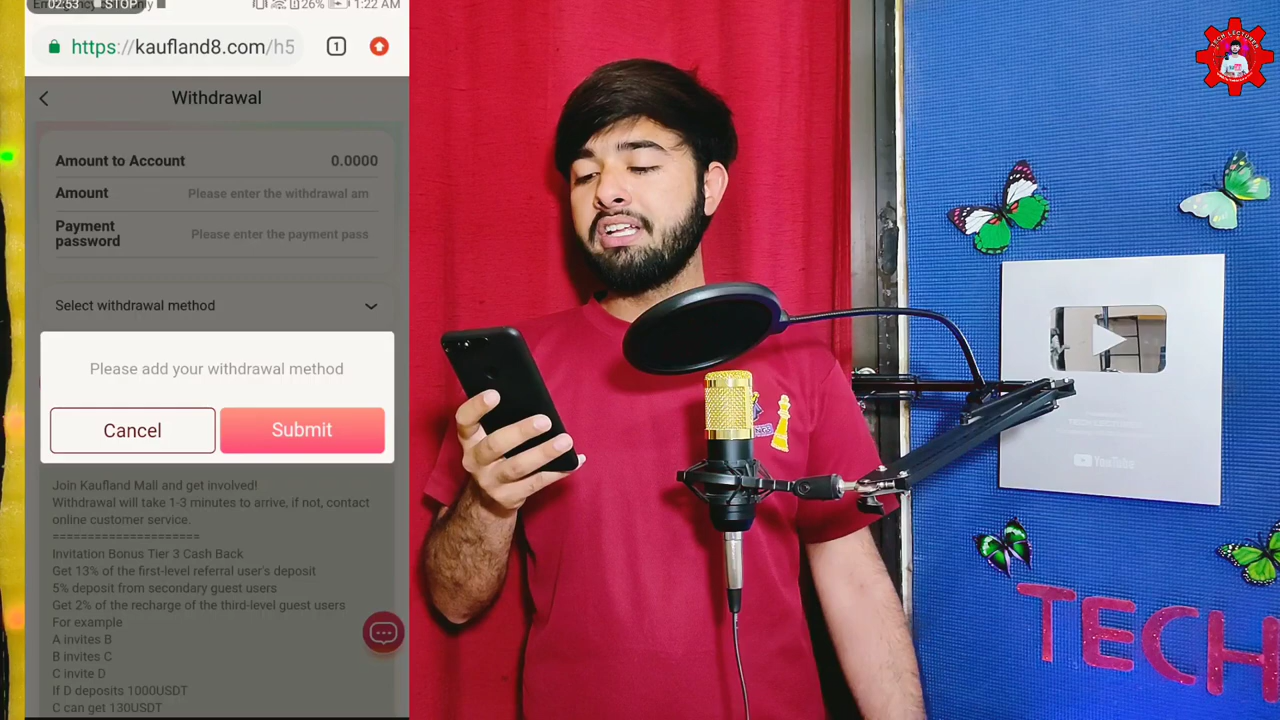 02:53 STOP
26% 1:22 AM
https://kaufland8.com/h5
1
Withdrawal
Amount to Account 0.0000
Amount Please enter the withdrawal am
Payment
password Please enter the payment pass
Select withdrawal method
Please add your withdrawal method
Cancel Submit
Join Kaufland Mall and get involved!
Withdrawal will take 1-3 minutes to arrive, if not, contact
online customer service.
=====================
Invitation Bonus Tier 3 Cash Back
Get 13% of the first-level referral user's deposit
5% deposit from secondary guest users
Get 2% of the recharge of the third-level guest users
For example
A invites B
B invites C
C invite D
If D deposits 1000USDT
C can get 130USDT
TECH LECTURER
YouTube
TECH